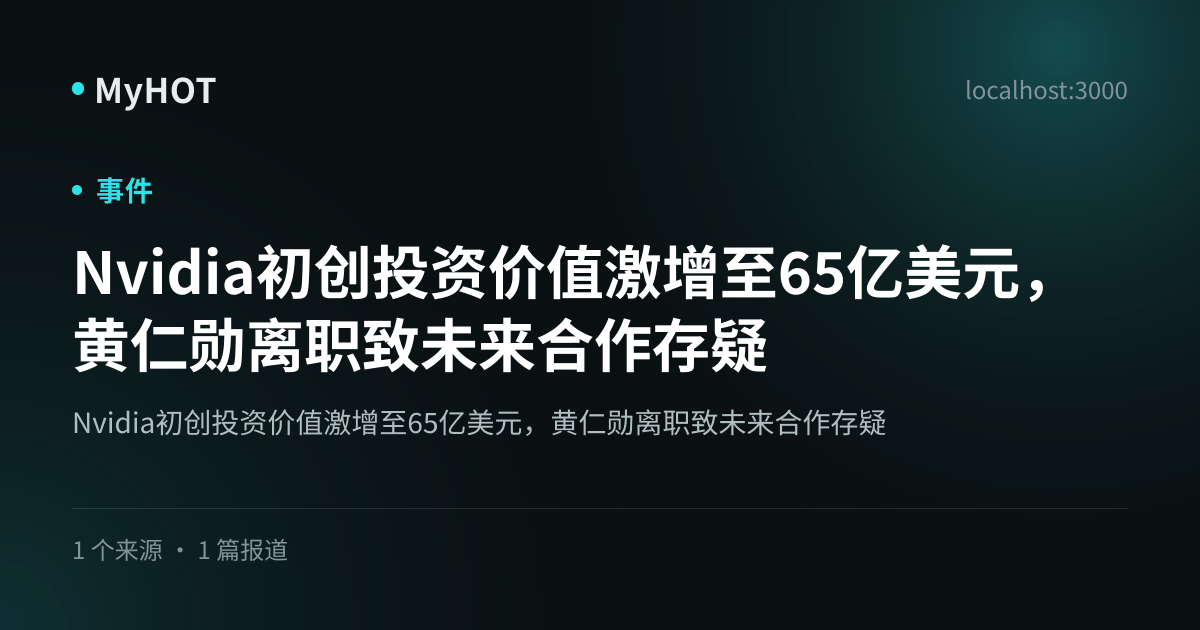 MyHOT
localhost:3000
事件
Nvidia初创投资价值激增至65亿美元，
黄仁勋离职致未来合作存疑
Nvidia初创投资价值激增至65亿美元，黄仁勋离职致未来合作存疑
1 个来源 · 1 篇报道